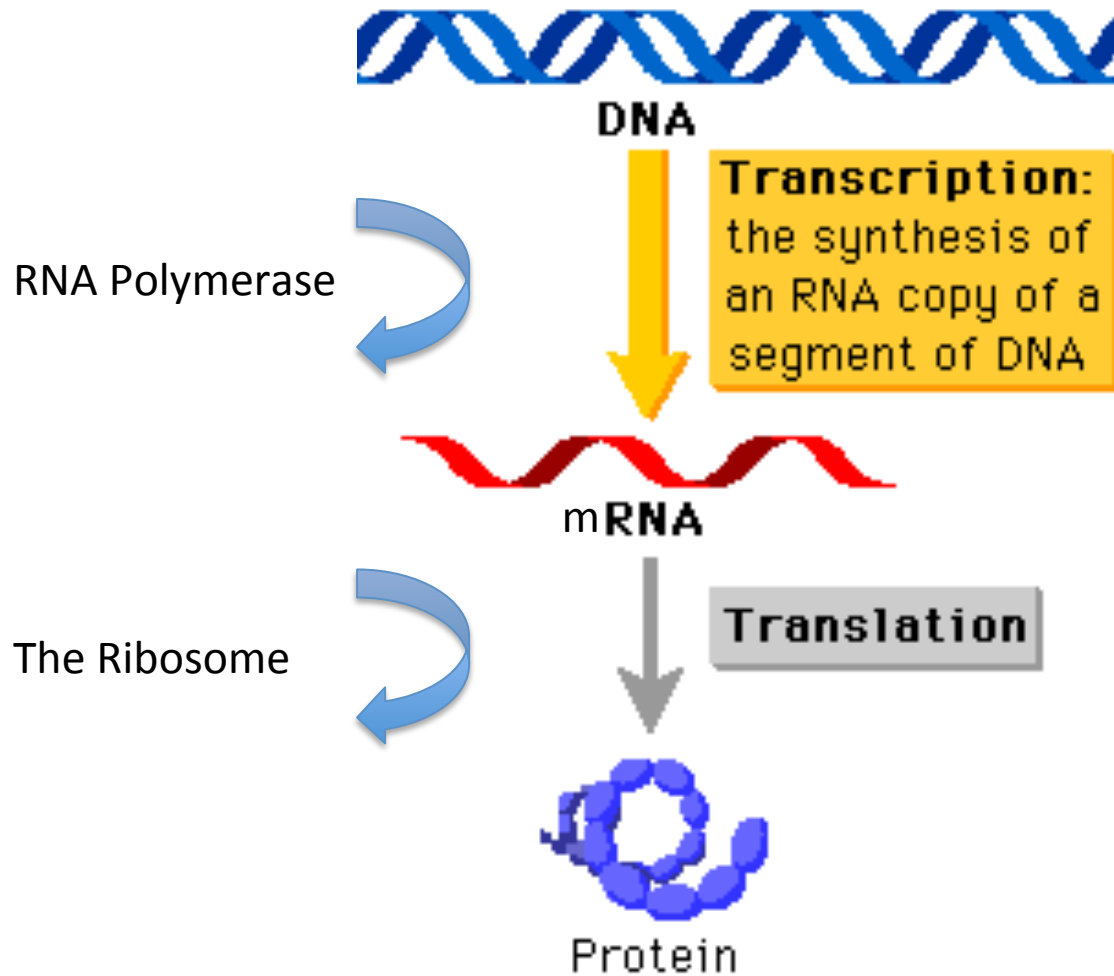 DNA
Transcription:
the synthesis of
an RNA copy of a
segment of DNA
RNA Polymerase
mRNA
Translation
The Ribosome
Protein